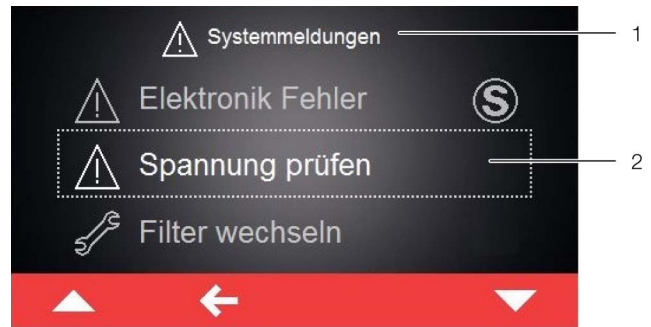 Systemmeldungen
1
Elektronik Fehler S
Spannung prüfen
2
Filter wechseln